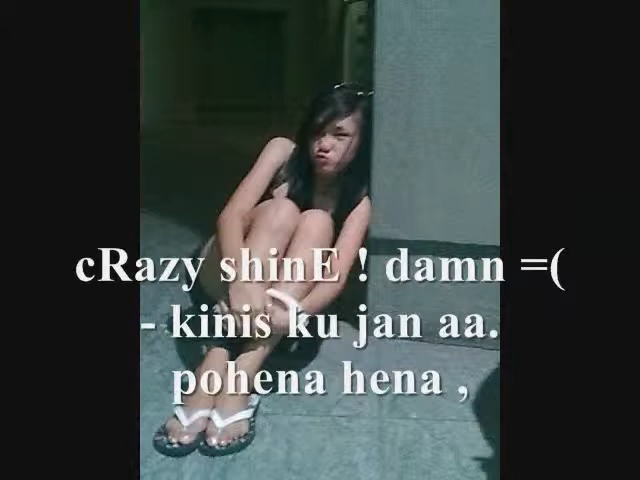 cRazy shinE ! damn =(
- kinis ku jan aa.
pohena hena ,